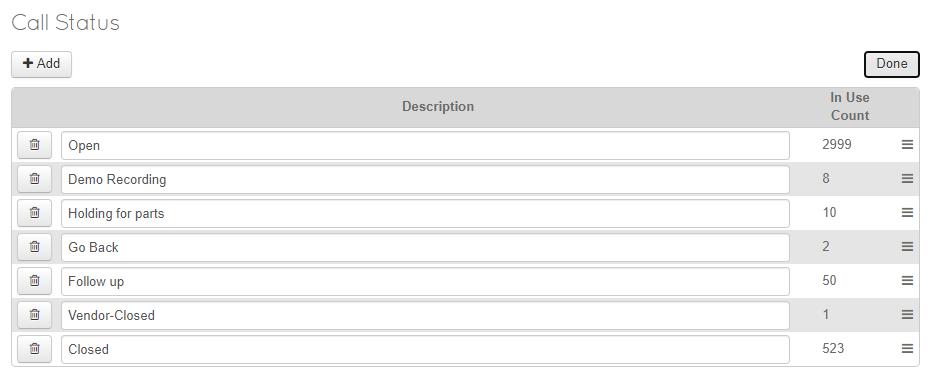 Call Status
Add
Done
Description
In Use
Count
Open 2999
Demo Recording 8
Holding for parts 10
Go Back 2
Follow up 50
Vendor-Closed 1
Closed 523